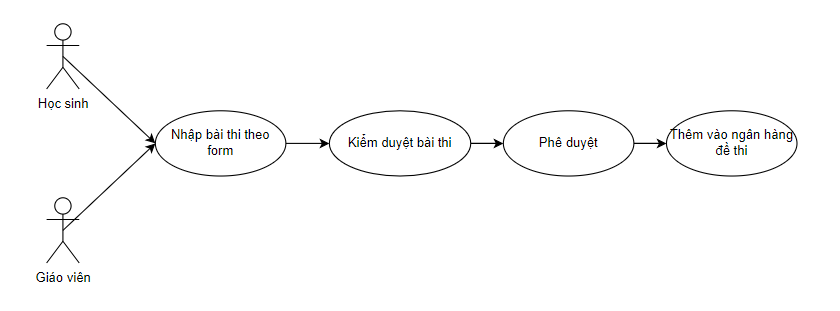 Học sinh
Nhập bài thi theo
form
Kiểm duyệt bài thi
Phê duyệt
Thêm vào ngân hàng
đề thi
Giáo viên